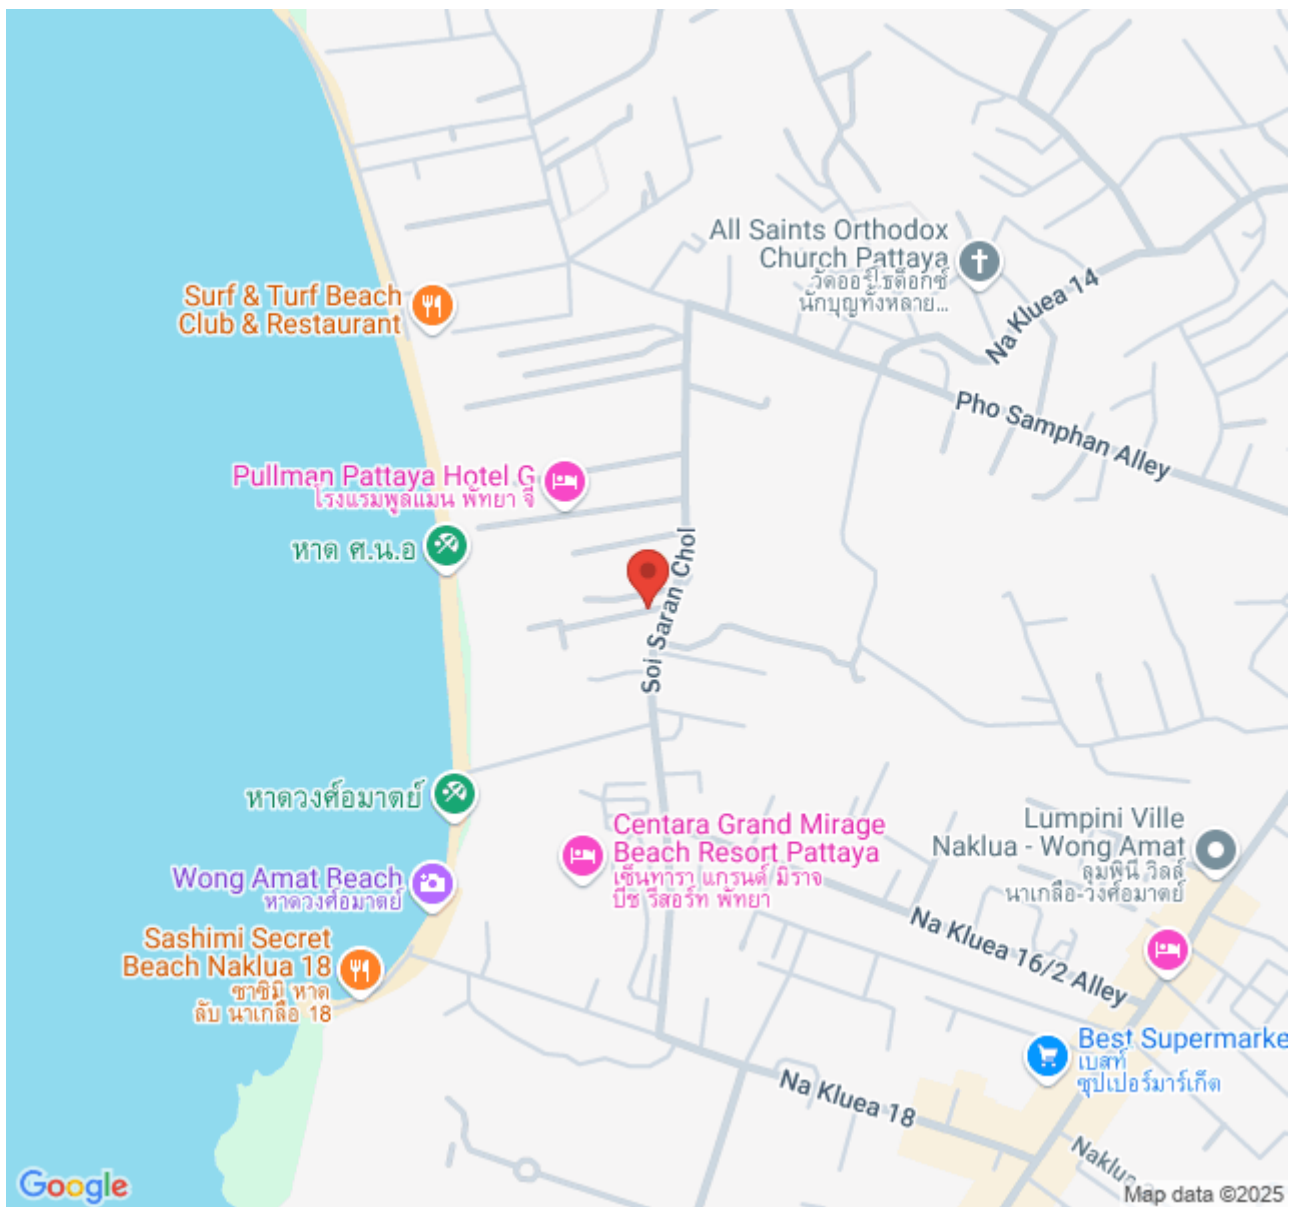 All Saints Orthodox
Church Pattaya
วัดออร์โธด็อกซ์
นักบุญทั้งหลาย...
Na Kluea 14
Surf & Turf Beach
Club & Restaurant
Pho Samphan Alley
Pullman Pattaya Hotel G
โรงแรมพูลแมน พัทยา จี
หาด ศ.น.อ
Soi Saran Chol
หาดวงศ์อมาตย์
Centara Grand Mirage
Beach Resort Pattaya
เซ็นทารา แกรนด์ มิราจ
บีช รีสอร์ท พัทยา
Lumpini Ville
Naklua - Wong Amat
ลุมพินี วิลล์
นาเกลือ-วงศ์อมาตย์
Wong Amat Beach
หาดวงศ์อมาตย์
Sashimi Secret
Beach Naklua 18
ซาชิมิ หาด
ลับ นาเกลือ 18
Na Kluea 16/2 Alley
Best Supermarke
เบสท์
ซุปเปอร์มาร์เก็ต
Na Kluea 18
Naklua
Google
Map data ©2025